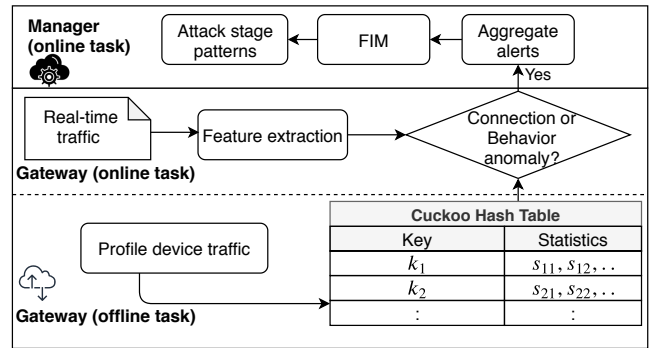 Manager
(online task)
Attack stage
patterns
FIM
Aggregate
alerts
Yes
Real-time
traffic
Feature extraction
Connection or
Behavior
anomaly?
Gateway (online task)
Cuckoo Hash Table
Key Statistics
k₁ s₁₁, s₁₂, . .
k₂ s₂₁, s₂₂, . .
: :
Profile device traffic
Gateway (offline task)